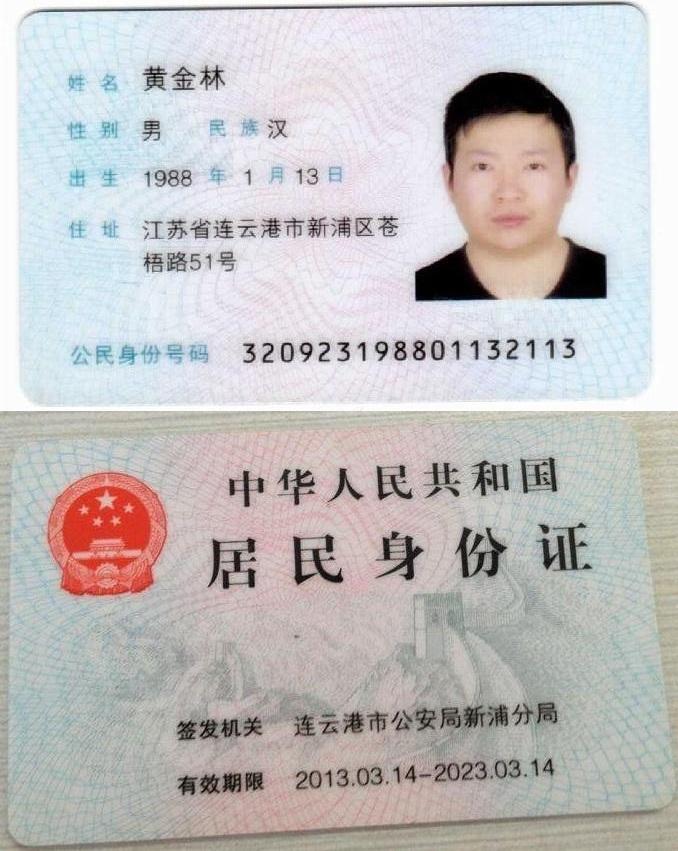 姓名 黄金林
性别 男 民族 汉
出生 1988 年 1 月 13 日
住址 江苏省连云港市新浦区苍
梧路51号
公民身份号码 320923198801132113
中华人民共和国
居民身份证
签发机关 连云港市公安局新浦分局
有效期限 2013.03.14-2023.03.14